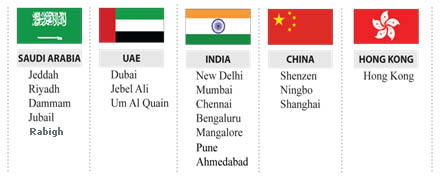 SAUDI ARABIA
Jeddah
Riyadh
Dammam
Jubail
Rabigh
UAE
Dubai
Jebel Ali
Um Al Quain
INDIA
New Delhi
Mumbai
Chennai
Bengaluru
Mangalore
Pune
Ahmedabad
CHINA
Shenzen
Ningbo
Shanghai
HONG KONG
Hong Kong